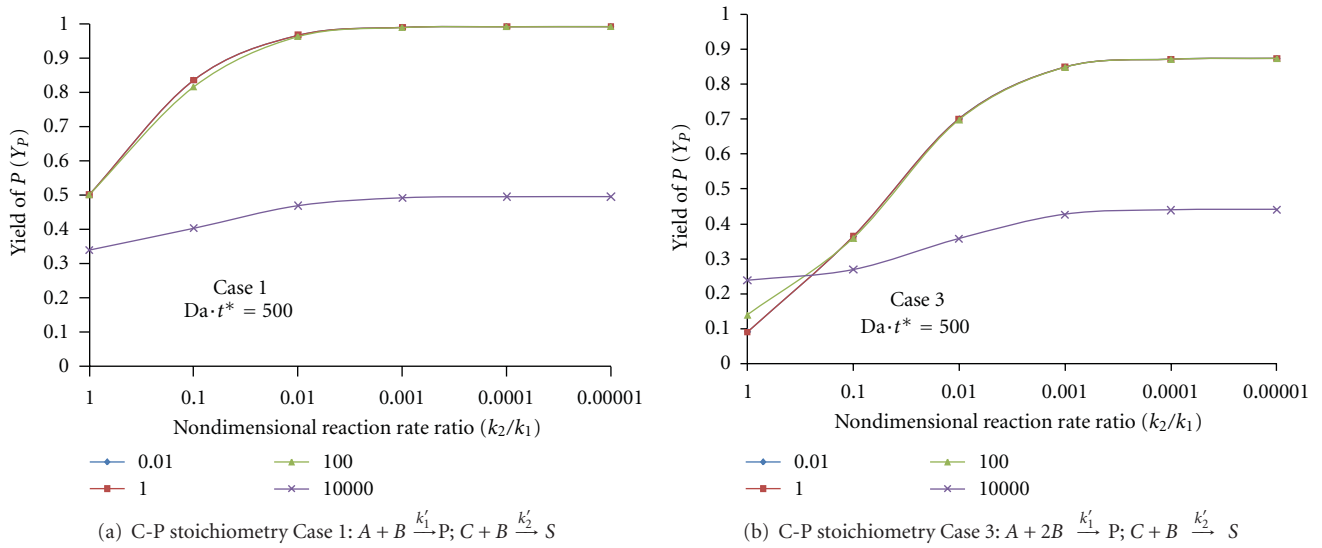 1
0.9
0.8
0.7
0.6
0.5
0.4
0.3
0.2
0.1
0
Yield of P (Y_P)
Case 1
Da·t* = 500
1 0.1 0.01 0.001 0.0001 0.00001
Nondimensional reaction rate ratio (k₂/k₁)
0.01 100
1 10000
(a) C-P stoichiometry Case 1: A + B —k′₁→ P; C + B —k′₂→ S
1
0.9
0.8
0.7
0.6
0.5
0.4
0.3
0.2
0.1
0
Yield of P (Y_P)
Case 3
Da·t* = 500
1 0.1 0.01 0.001 0.0001 0.00001
Nondimensional reaction rate ratio (k₂/k₁)
0.01 100
1 10000
(b) C-P stoichiometry Case 3: A + 2B —k′₁→ P; C + B —k′₂→ S